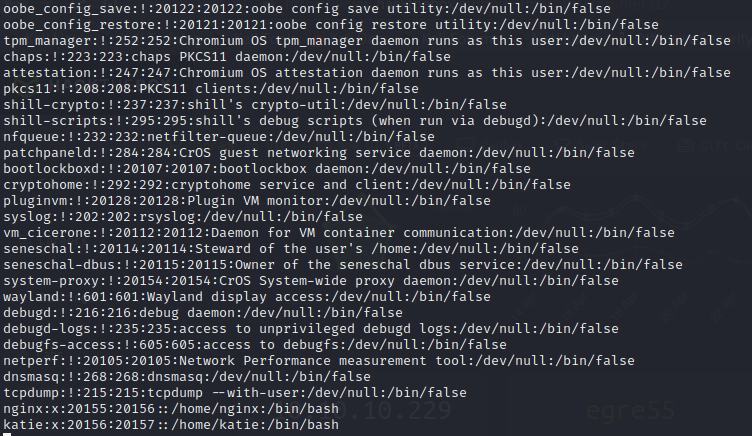 oobe_config_save:!:20122:20122:oobe config save utility:/dev/null:/bin/false
oobe_config_restore:!:20121:20121:oobe config restore utility:/dev/null:/bin/false
tpm_manager:!:252:252:Chromium OS tpm_manager daemon runs as this user:/dev/null:/bin/false
chaps:!:223:223:chaps PKCS11 daemon:/dev/null:/bin/false
attestation:!:247:247:Chromium OS attestation daemon runs as this user:/dev/null:/bin/false
pkcs11:!:208:208:PKCS11 clients:/dev/null:/bin/false
shill-crypto:!:237:237:shill's crypto-util:/dev/null:/bin/false
shill-scripts:!:295:295:shill's debug scripts (when run via debugd):/dev/null:/bin/false
nfqueue:!:232:232:netfilter-queue:/dev/null:/bin/false
patchpaneld:!:284:284:CrOS guest networking service daemon:/dev/null:/bin/false
bootlockboxd:!:20107:20107:bootlockbox daemon:/dev/null:/bin/false
cryptohome:!:292:292:cryptohome service and client:/dev/null:/bin/false
pluginvm:!:20128:20128:Plugin VM monitor:/dev/null:/bin/false
syslog:!:202:202:rsyslog:/dev/null:/bin/false
vm_cicerone:!:20112:20112:Daemon for VM container communication:/dev/null:/bin/false
seneschal:!:20114:20114:Steward of the user's /home:/dev/null:/bin/false
seneschal-dbus:!:20115:20115:Owner of the seneschal dbus service:/dev/null:/bin/false
system-proxy:!:20154:20154:CrOS System-wide proxy daemon:/dev/null:/bin/false
wayland:!:601:601:Wayland display access:/dev/null:/bin/false
debugd:!:216:216:debug daemon:/dev/null:/bin/false
debugd-logs:!:235:235:access to unprivileged debugd logs:/dev/null:/bin/false
debugfs-access:!:605:605:access to debugfs:/dev/null:/bin/false
netperf:!:20105:20105:Network Performance measurement tool:/dev/null:/bin/false
dnsmasq:!:268:268:dnsmasq:/dev/null:/bin/false
tcpdump:!:215:215:tcpdump --with-user:/dev/null:/bin/false
nginx:x:20155:20156::/home/nginx:/bin/bash
katie:x:20156:20157::/home/katie:/bin/bash
10.10.229
egre55